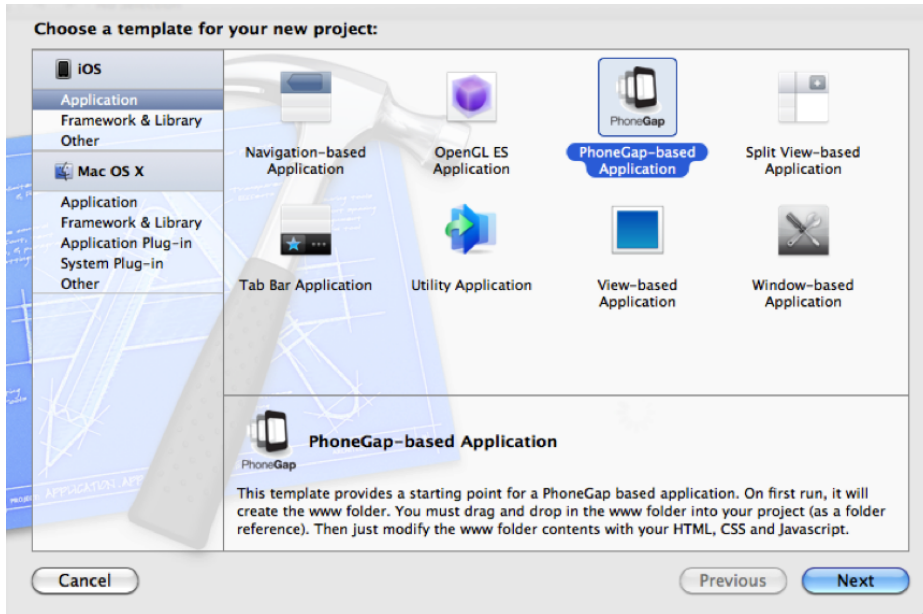 Choose a template for your new project:
iOS
Application
Framework & Library
Other
Mac OS X
Application
Framework & Library
Application Plug-in
System Plug-in
Other
Navigation-based
Application
OpenGL ES
Application
PhoneGap
PhoneGap-based
Application
Split View-based
Application
Tab Bar Application
Utility Application
View-based
Application
Window-based
Application
PhoneGap
PhoneGap-based Application
This template provides a starting point for a PhoneGap based application. On first run, it will
create the www folder. You must drag and drop in the www folder into your project (as a folder
reference). Then just modify the www folder contents with your HTML, CSS and Javascript.
Cancel
Previous
Next